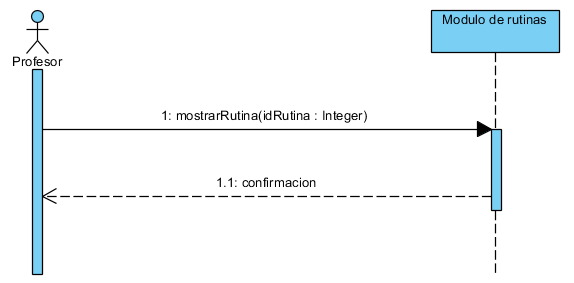 Modulo de rutinas
Profesor
1: mostrarRutina(idRutina : Integer)
1.1: confirmacion